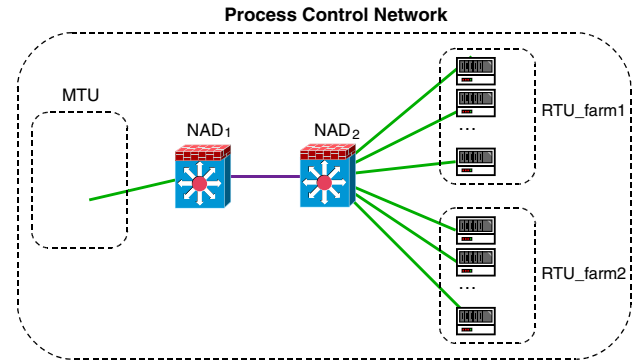 Process Control Network
MTU
NAD1
NAD2
RTU_farm1
...
RTU_farm2
...